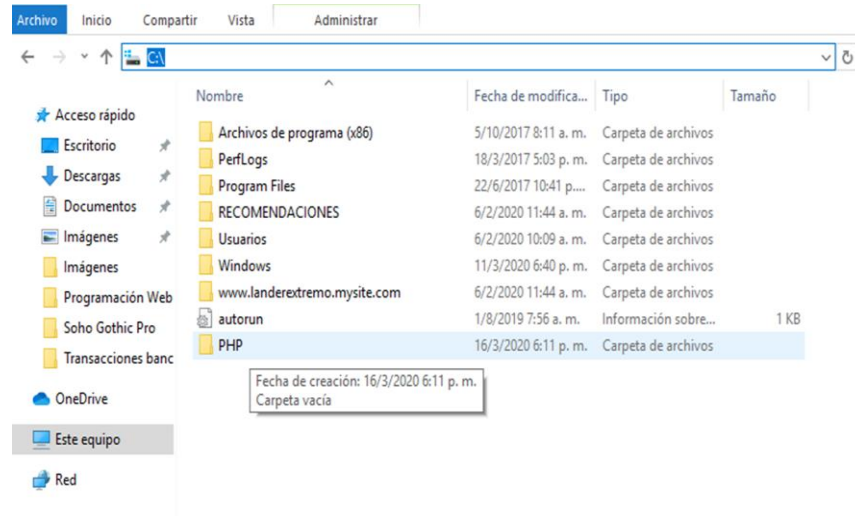 Archivo Inicio Compartir Vista Administrar
C:\
Acceso rápido
Escritorio
Descargas
Documentos
Imágenes
Imágenes
Programación Web
Soho Gothic Pro
Transacciones banc
OneDrive
Este equipo
Red
Nombre Fecha de modifica... Tipo Tamaño
Archivos de programa (x86) 5/10/2017 8:11 a. m. Carpeta de archivos
PerfLogs 18/3/2017 5:03 p. m. Carpeta de archivos
Program Files 22/6/2017 10:41 p.... Carpeta de archivos
RECOMENDACIONES 6/2/2020 11:44 a. m. Carpeta de archivos
Usuarios 6/2/2020 10:09 a. m. Carpeta de archivos
Windows 11/3/2020 6:40 p. m. Carpeta de archivos
www.landerextremo.mysite.com 6/2/2020 11:44 a. m. Carpeta de archivos
autorun 1/8/2019 7:56 a. m. Información sobre... 1 KB
PHP 16/3/2020 6:11 p. m. Carpeta de archivos
Fecha de creación: 16/3/2020 6:11 p. m.
Carpeta vacía